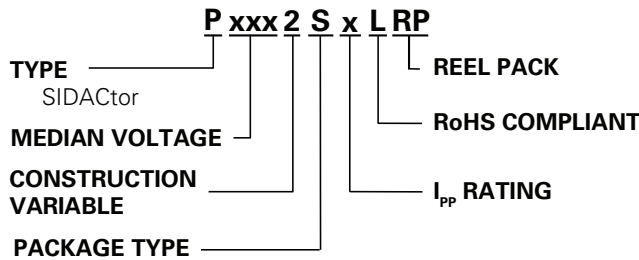 P xxx 2 S x L RP
TYPE
SIDACtor
MEDIAN VOLTAGE
CONSTRUCTION
VARIABLE
PACKAGE TYPE
REEL PACK
RoHS COMPLIANT
IPP RATING